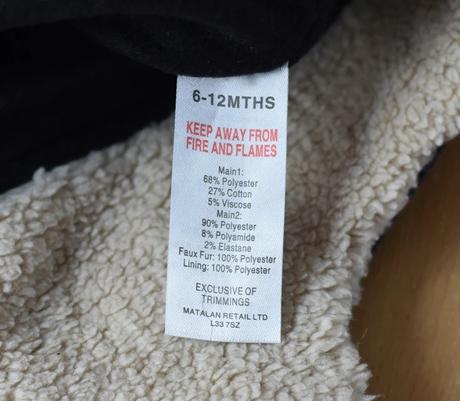 6-12MTHS
KEEP AWAY FROM
FIRE AND FLAMES
Main1:
68% Polyester
27% Cotton
5% Viscose
Main2:
90% Polyester
8% Polyamide
2% Elastane
Faux Fur: 100% Polyester
Lining: 100% Polyester
EXCLUSIVE OF
TRIMMINGS
MATALAN RETAIL LTD
L33 7SZ